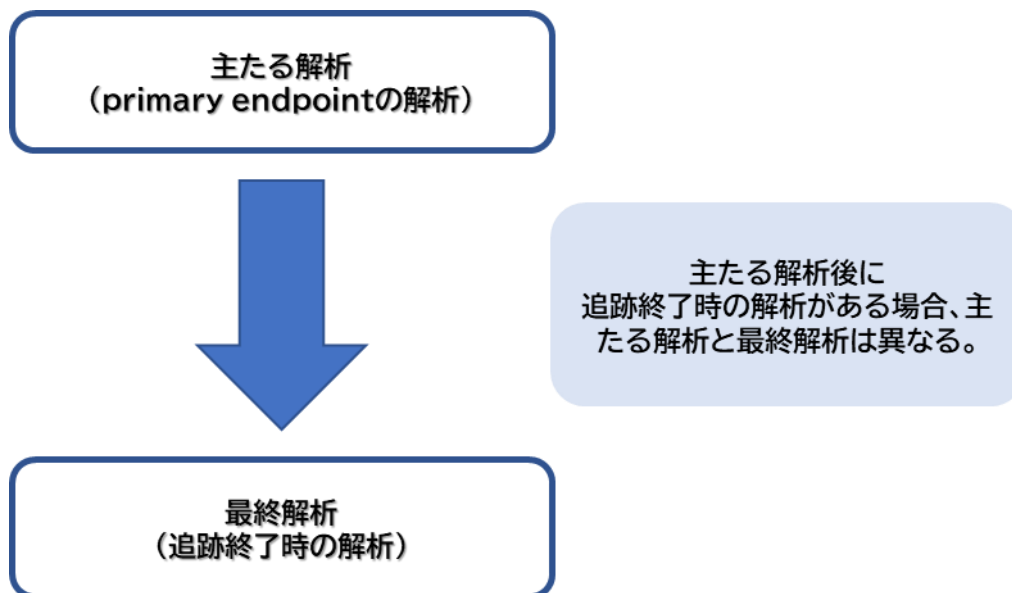 主たる解析
（primary endpointの解析）
主たる解析後に
追跡終了時の解析がある場合、主
たる解析と最終解析は異なる。
最終解析
（追跡終了時の解析）